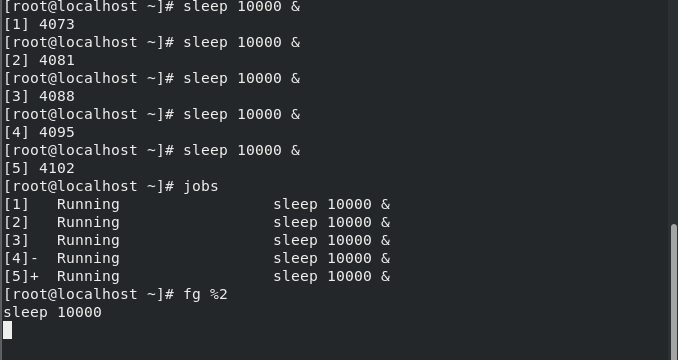 [root@localhost ~]# sleep 10000 &
[1] 4073
[root@localhost ~]# sleep 10000 &
[2] 4081
[root@localhost ~]# sleep 10000 &
[3] 4088
[root@localhost ~]# sleep 10000 &
[4] 4095
[root@localhost ~]# sleep 10000 &
[5] 4102
[root@localhost ~]# jobs
[1]   Running                 sleep 10000 &
[2]   Running                 sleep 10000 &
[3]   Running                 sleep 10000 &
[4]-  Running                 sleep 10000 &
[5]+  Running                 sleep 10000 &
[root@localhost ~]# fg %2
sleep 10000